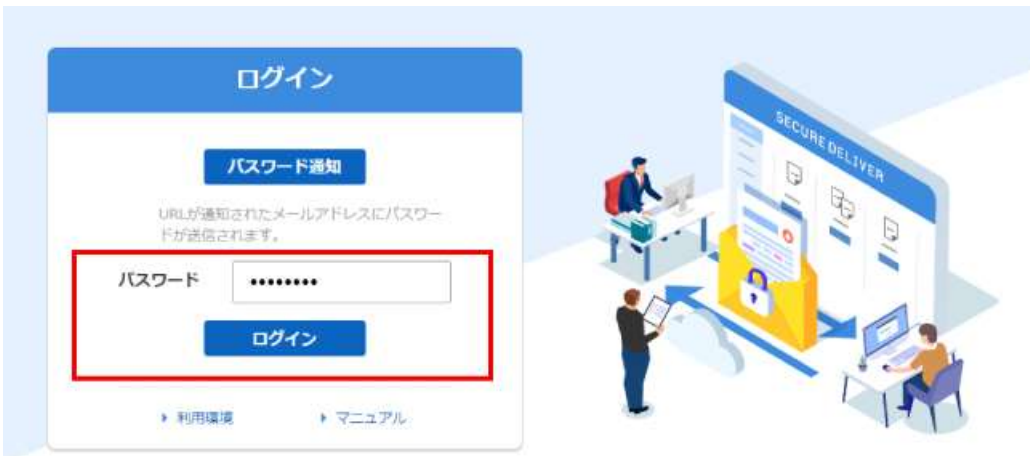 ログイン
パスワード通知
URLが通知されたメールアドレスにパスワー
ドが送信されます。
パスワード ••••••••
ログイン
利用環境 マニュアル
SECURE DELIVER